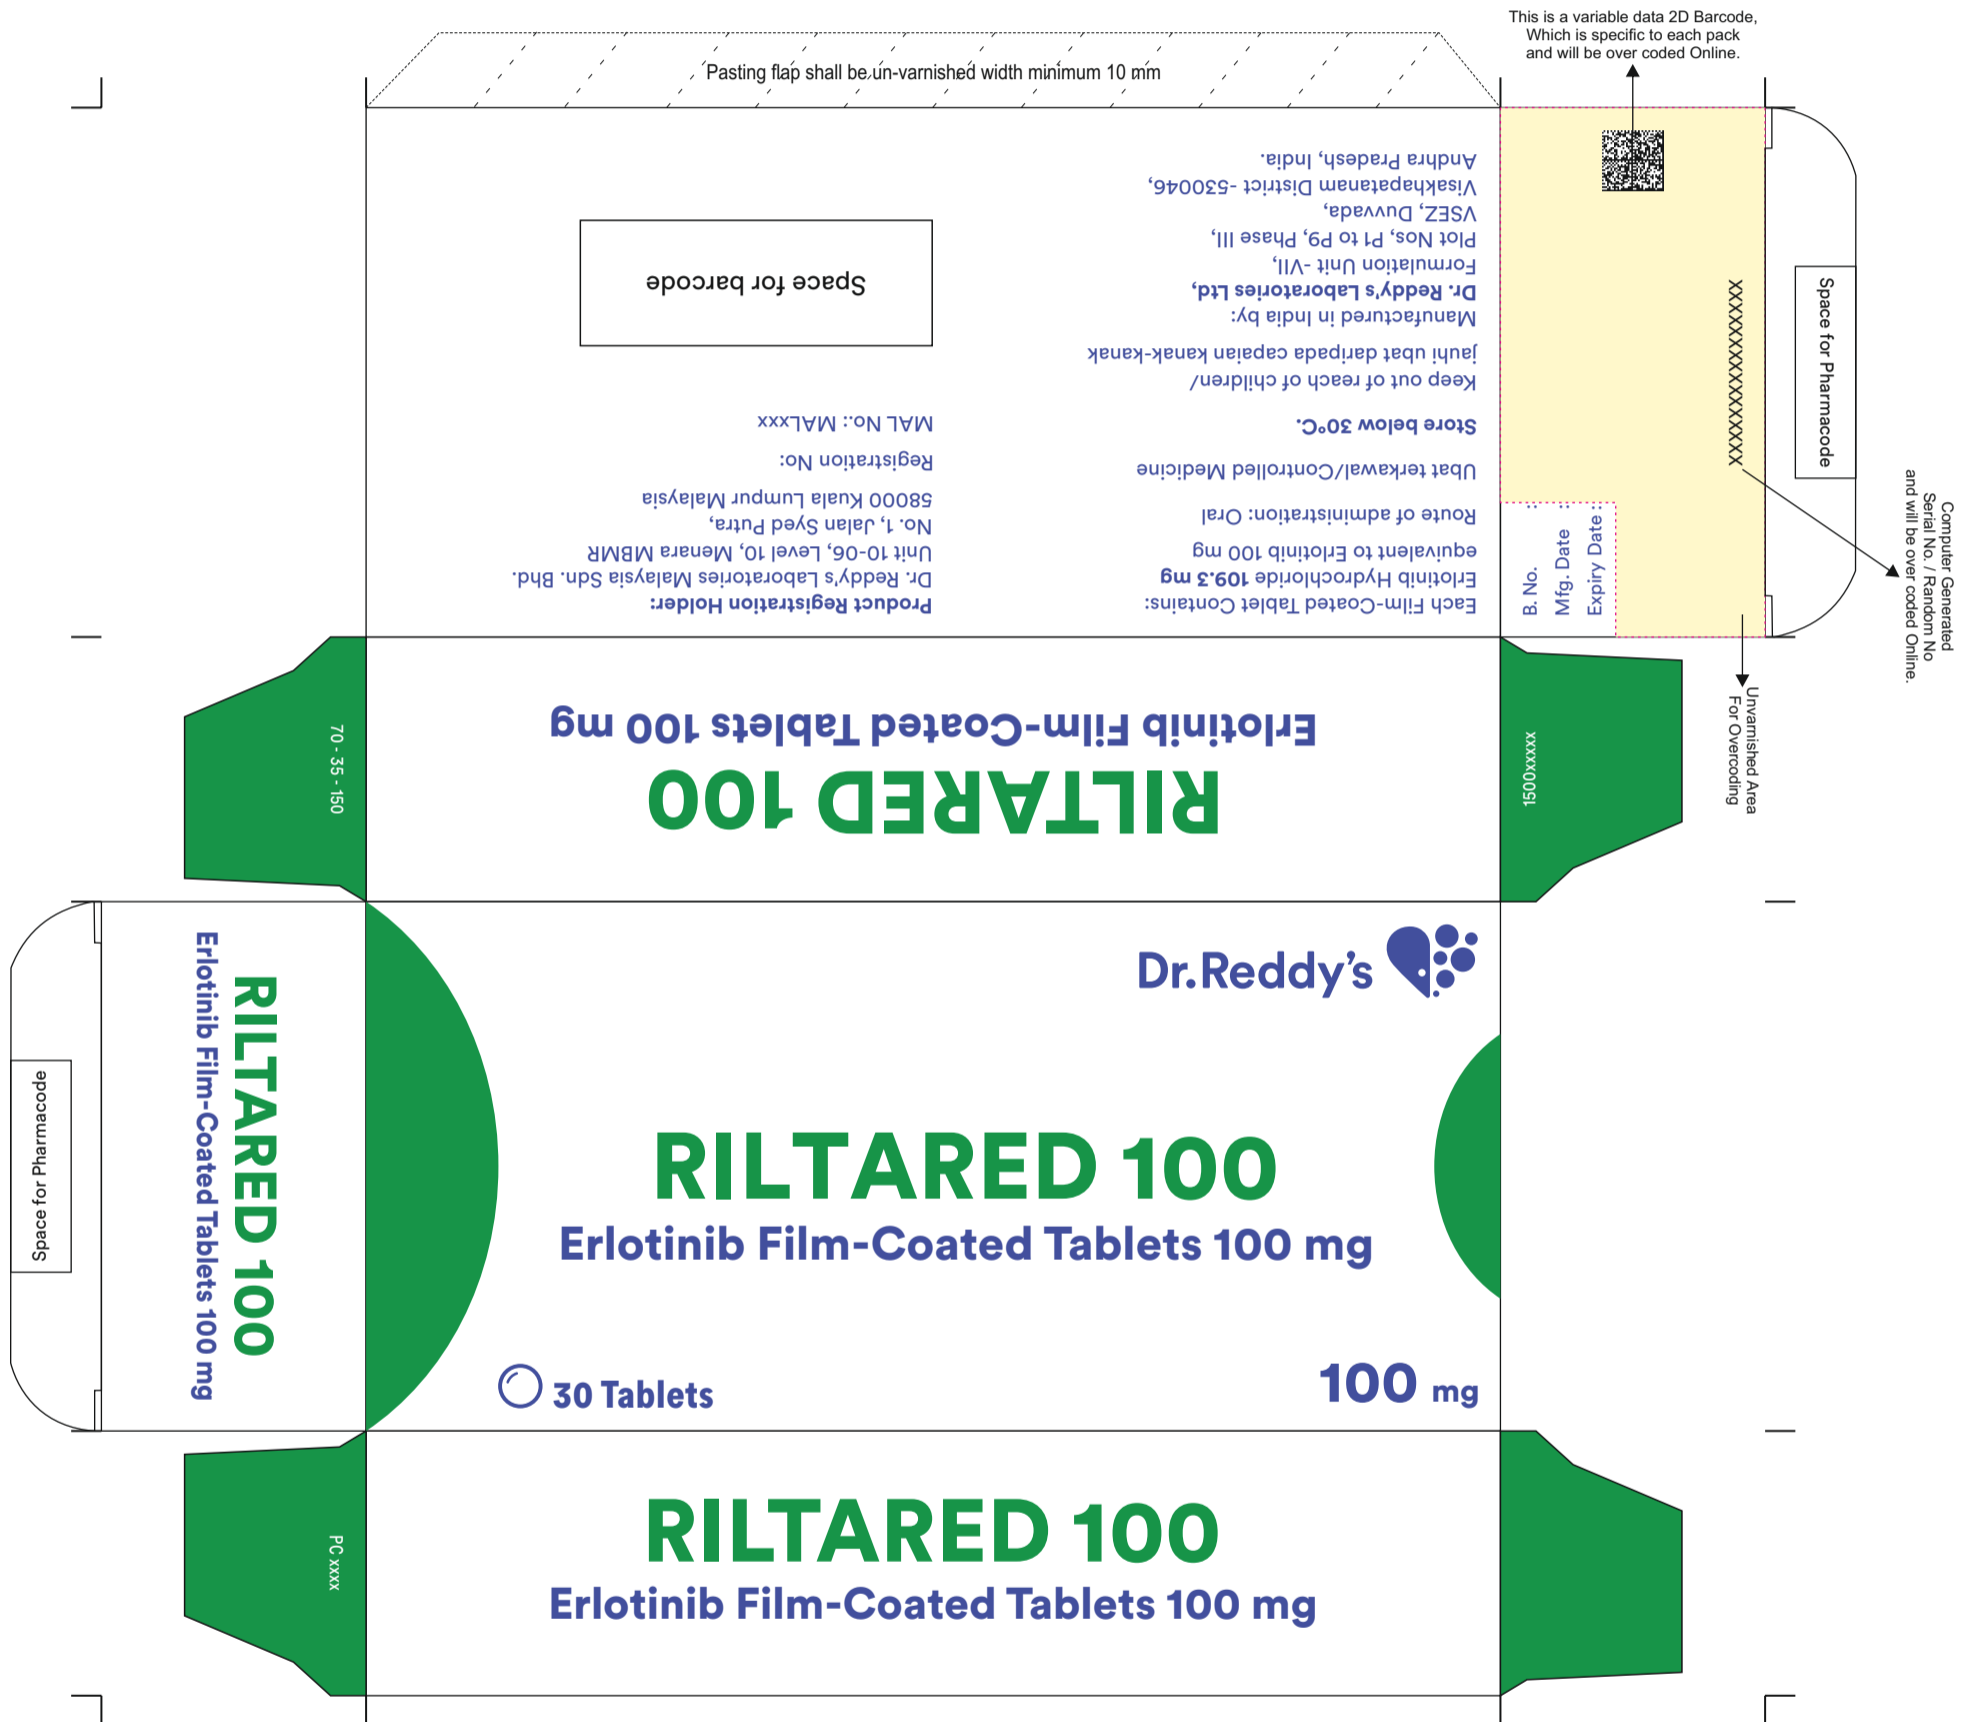 This is a variable data 2D Barcode,
Which is specific to each pack
and will be over coded Online.
Pasting flap shall be un-varnished width minimum 10 mm
Each Film-Coated Tablet Contains:
Erlotinib Hydrochloride 109.3 mg
equivalent to Erlotinib 100 mg
Route of administration: Oral
Ubat terkawal/Controlled Medicine
Store below 30°C.
Keep out of reach of children/
jauhi ubat daripada capaian kanak-kanak
Manufactured in India by:
Dr. Reddy's Laboratories Ltd,
Formulation Unit -VII,
Plot Nos, P1 to P9, Phase III,
VSEZ, Duvvada,
Visakhapatanam District -530046,
Andhra Pradesh, India.
Product Registration Holder:
Dr. Reddy's Laboratories Malaysia Sdn. Bhd.
Unit 10-06, Level 10, Menara MBMR
No. 1, Jalan Syed Putra,
58000 Kuala Lumpur Malaysia
Registration No:
MAL No.: MALxxx
Space for barcode
B. No. :
Mfg. Date :
Expiry Date :
XXXXXXXXXXXXXXX
Space for Pharmacode
Computer Generated
Serial No. / Random No
and will be over coded Online.
Unvarnished Area
For Overcoding
70 - 35 - 150
RILTARED 100
Erlotinib Film-Coated Tablets 100 mg
1500xxxxx
Space for Pharmacode
RILTARED 100
Erlotinib Film-Coated Tablets 100 mg
Dr.Reddy's
RILTARED 100
Erlotinib Film-Coated Tablets 100 mg
30 Tablets
100 mg
PC xxxx
RILTARED 100
Erlotinib Film-Coated Tablets 100 mg